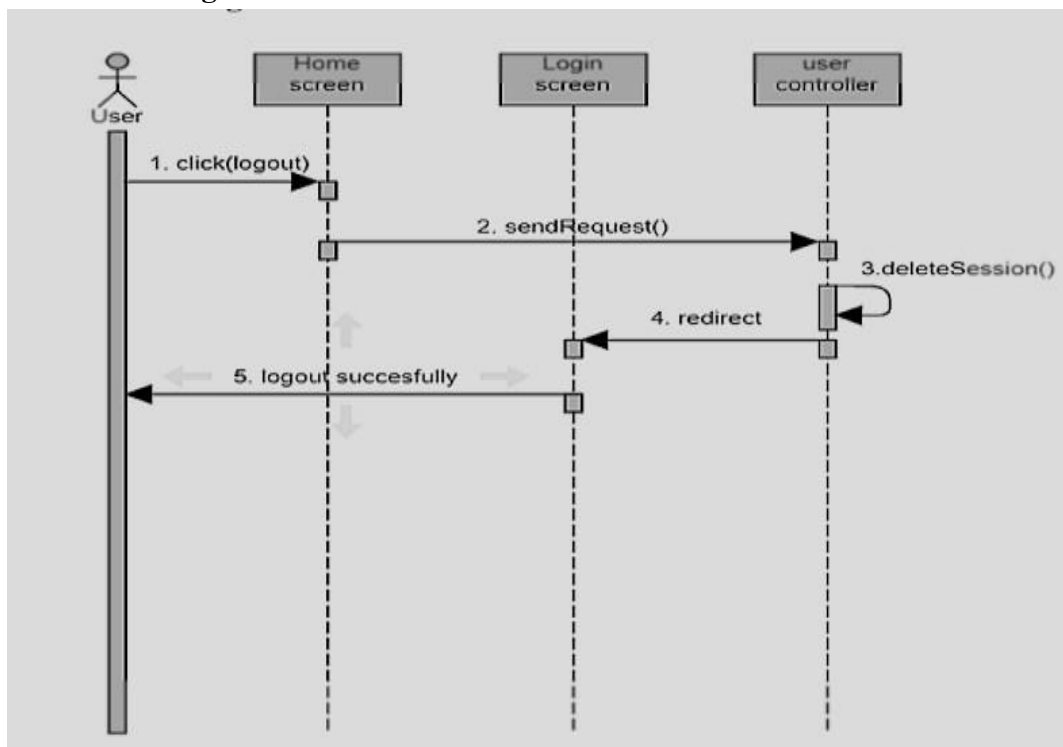 Home
screen
Login
screen
user
controller
User
1. click(logout)
2. sendRequest()
3.deleteSession()
4. redirect
5. logout succesfully